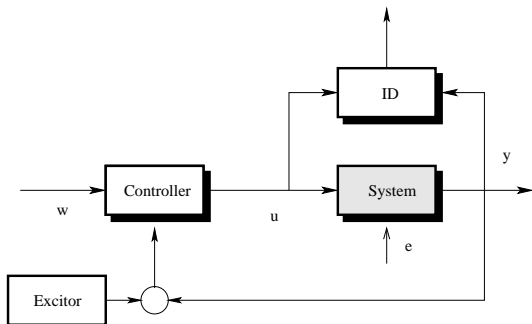 ID
y
Controller
System
w
u
e
Excitor